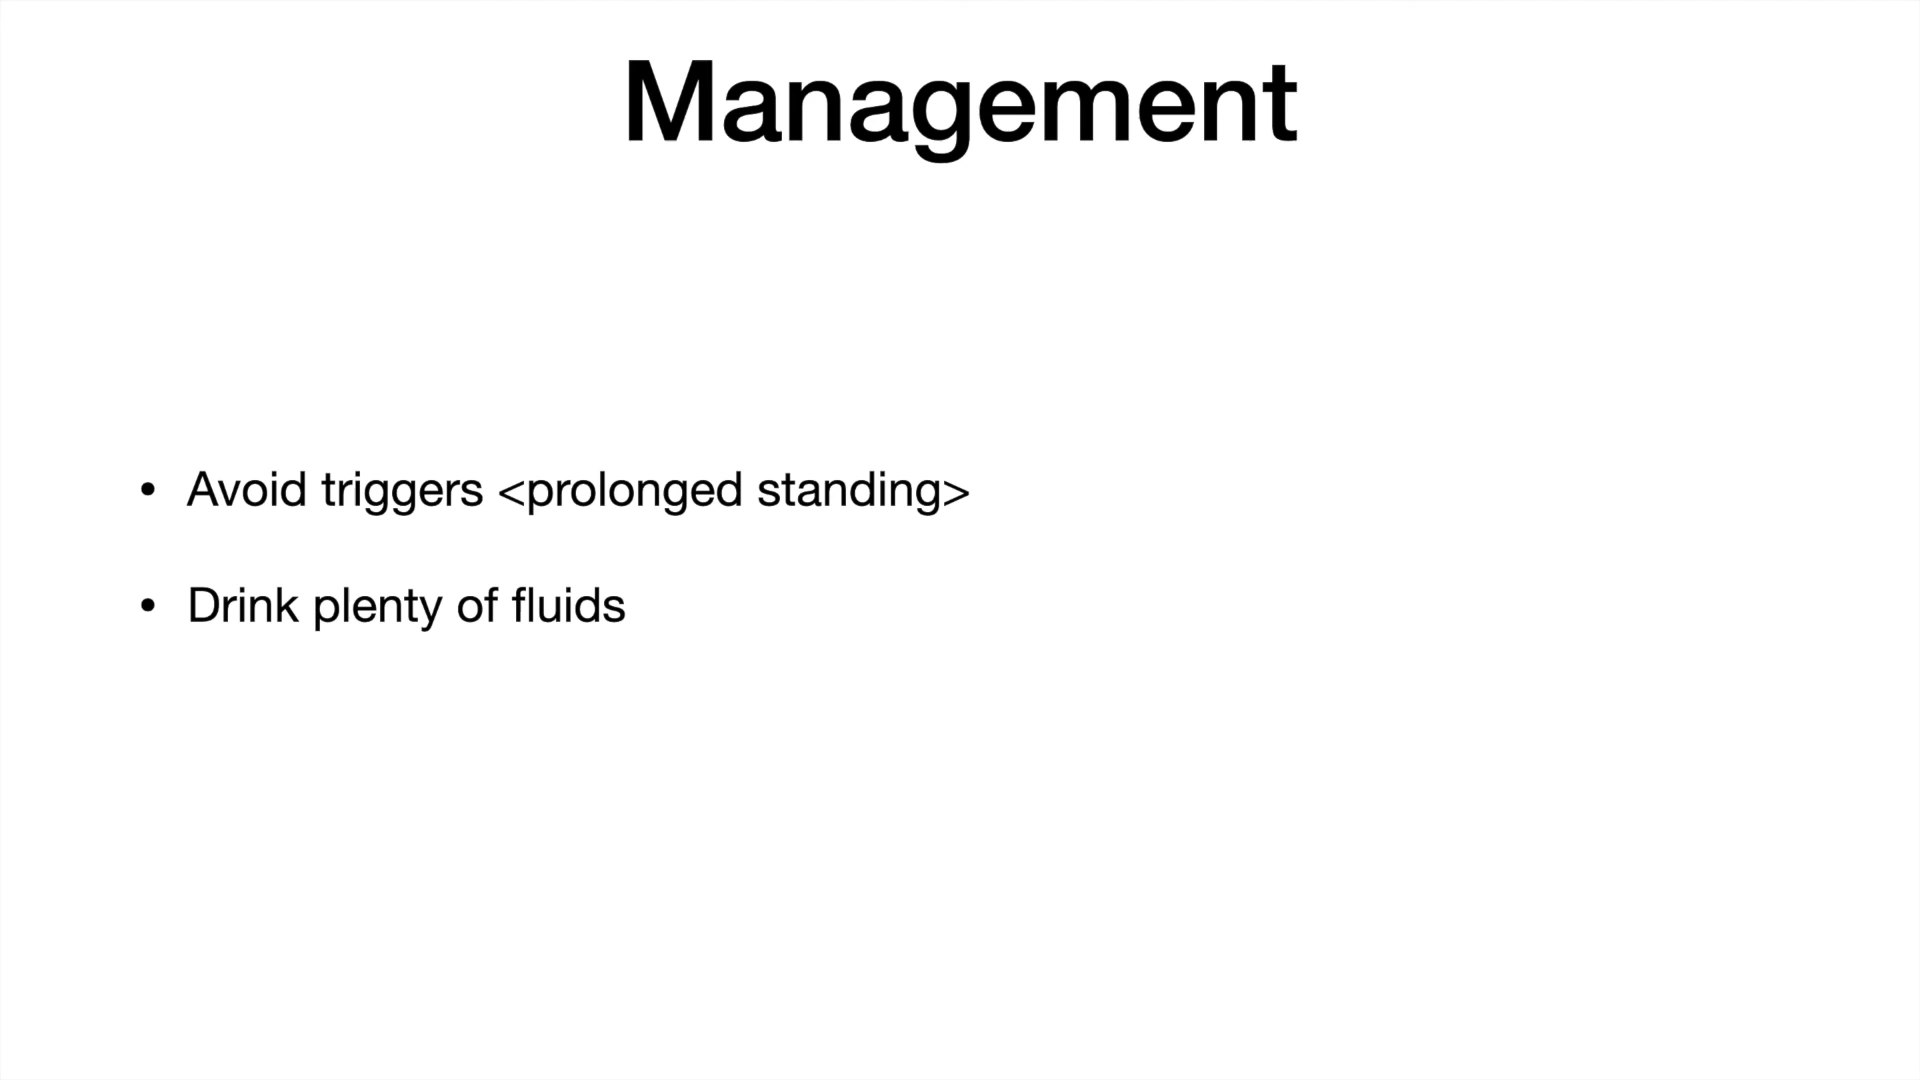 Management
• Avoid triggers <prolonged standing>
• Drink plenty of fluids